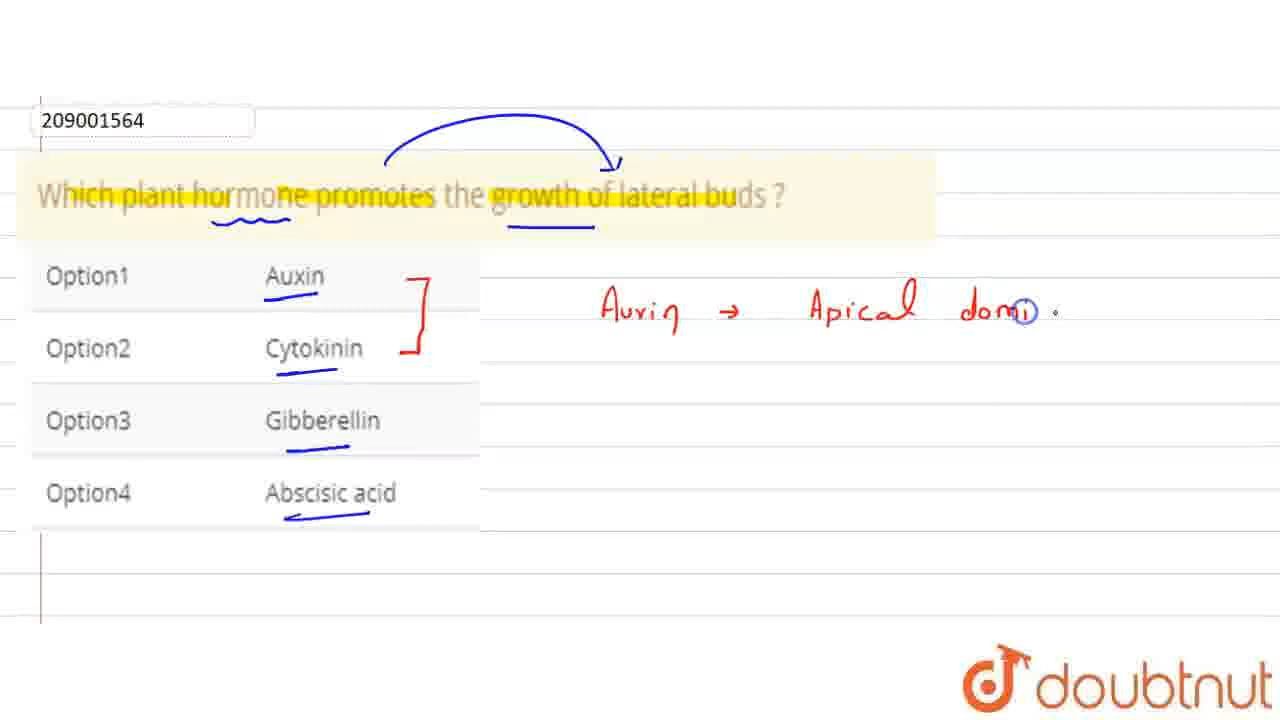 209001564
Which plant hormone promotes the growth of lateral buds ?
Option1 Auxin
Option2 Cytokinin
Option3 Gibberellin
Option4 Abscisic acid
Auxin → Apical domi
doubtnut